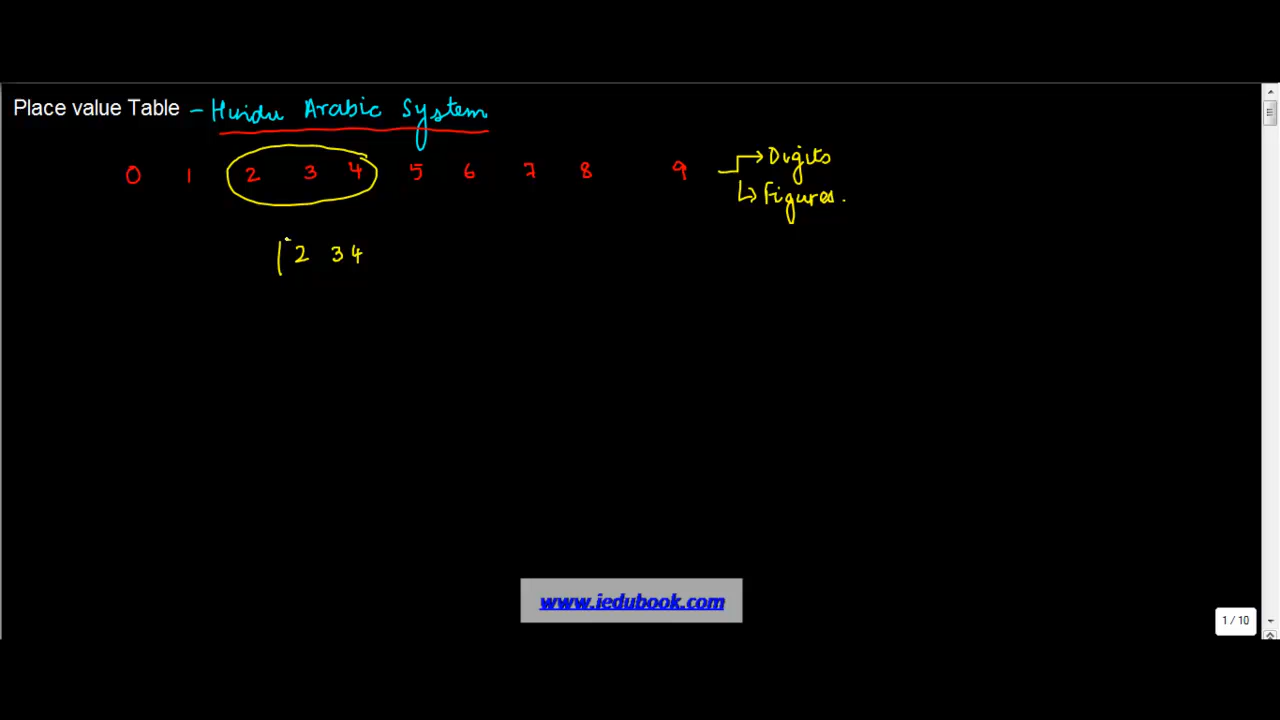 Place value Table - Hindu Arabic System
0 1 2 3 4 5 6 7 8 9 → Digits
↳ Figures.
2 3 4
www.iedubook.com
1 / 10